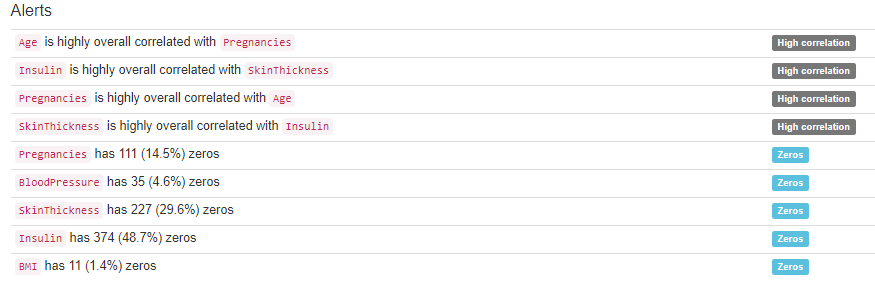 Alerts
Age is highly overall correlated with Pregnancies High correlation
Insulin is highly overall correlated with SkinThickness High correlation
Pregnancies is highly overall correlated with Age High correlation
SkinThickness is highly overall correlated with Insulin High correlation
Pregnancies has 111 (14.5%) zeros Zeros
BloodPressure has 35 (4.6%) zeros Zeros
SkinThickness has 227 (29.6%) zeros Zeros
Insulin has 374 (48.7%) zeros Zeros
BMI has 11 (1.4%) zeros Zeros